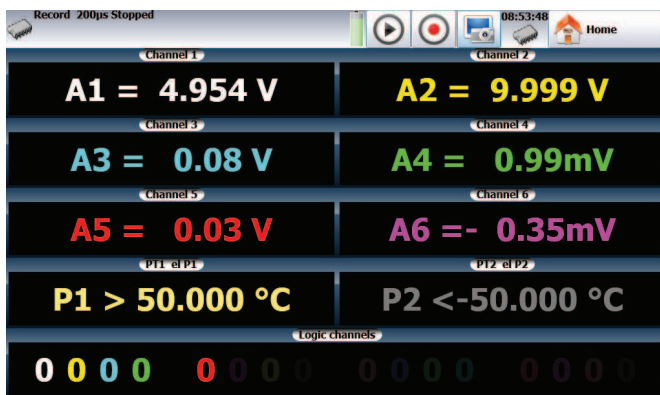 Record 200µs Stopped
08:53:48
Home
Channel 1
Channel 2
A1 = 4.954 V
A2 = 9.999 V
Channel 3
Channel 4
A3 = 0.08 V
A4 = 0.99mV
Channel 5
Channel 6
A5 = 0.03 V
A6 =- 0.35mV
PT1 el P1
PT2 el P2
P1 > 50.000 °C
P2 <-50.000 °C
Logic channels
0 0 0 0 0 0 0 0 0 0 0 0 0 0 0 0